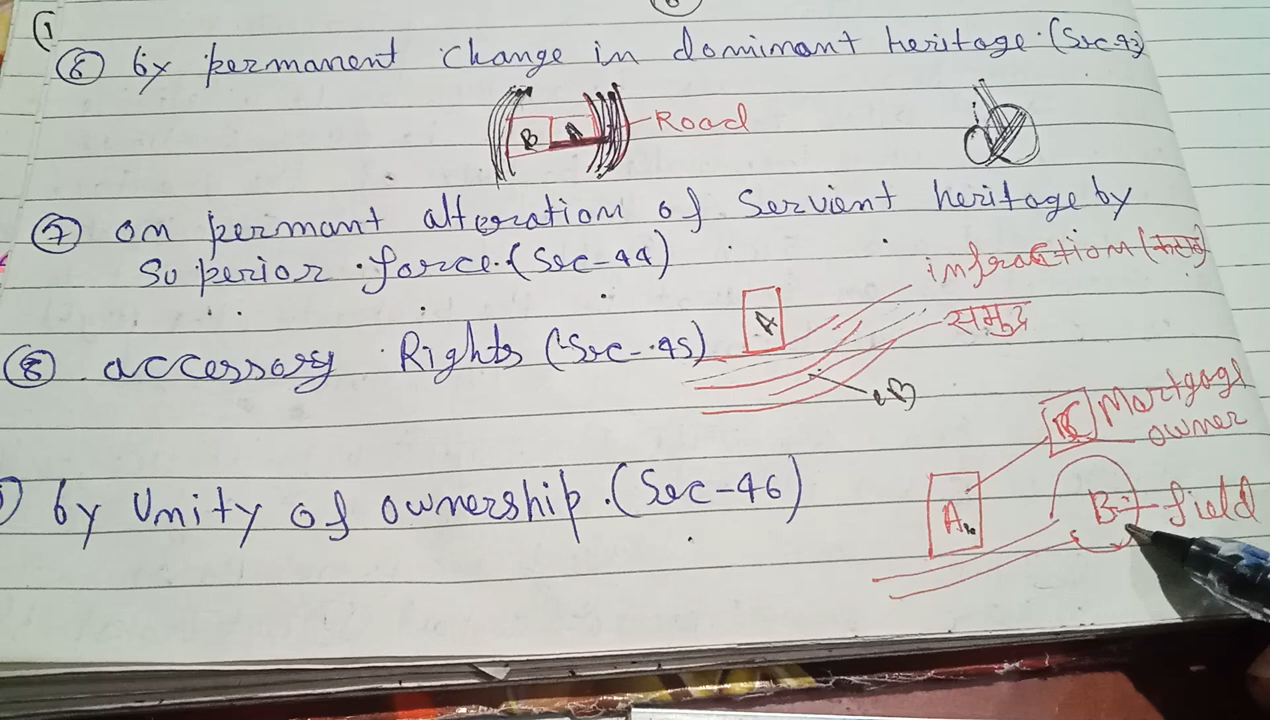 ⑥ by permanent change in dominant heritage. (Sec 43)
B A Road
⑦ on permant alteration of Servient heritage by
Superior force. (Sec-44)
infraction (
समुद्र
A
⑧ accessory Rights (Sec-45)
B
Mortgage
owner
by Unity of ownership. (Sec-46)
A
B = field